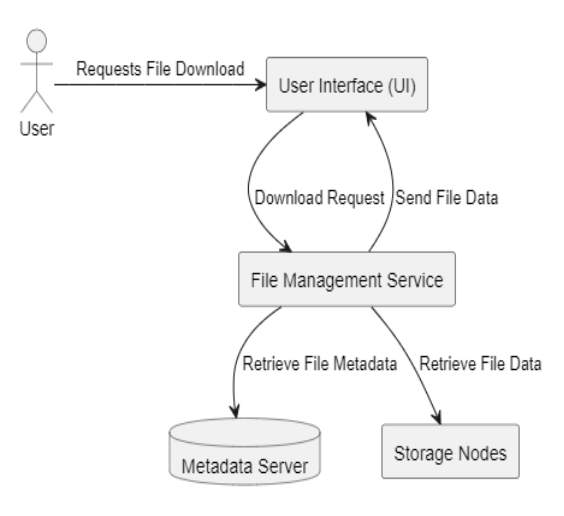 Requests File Download
User Interface (UI)
User
Download Request
Send File Data
File Management Service
Retrieve File Metadata
Retrieve File Data
Metadata Server
Storage Nodes